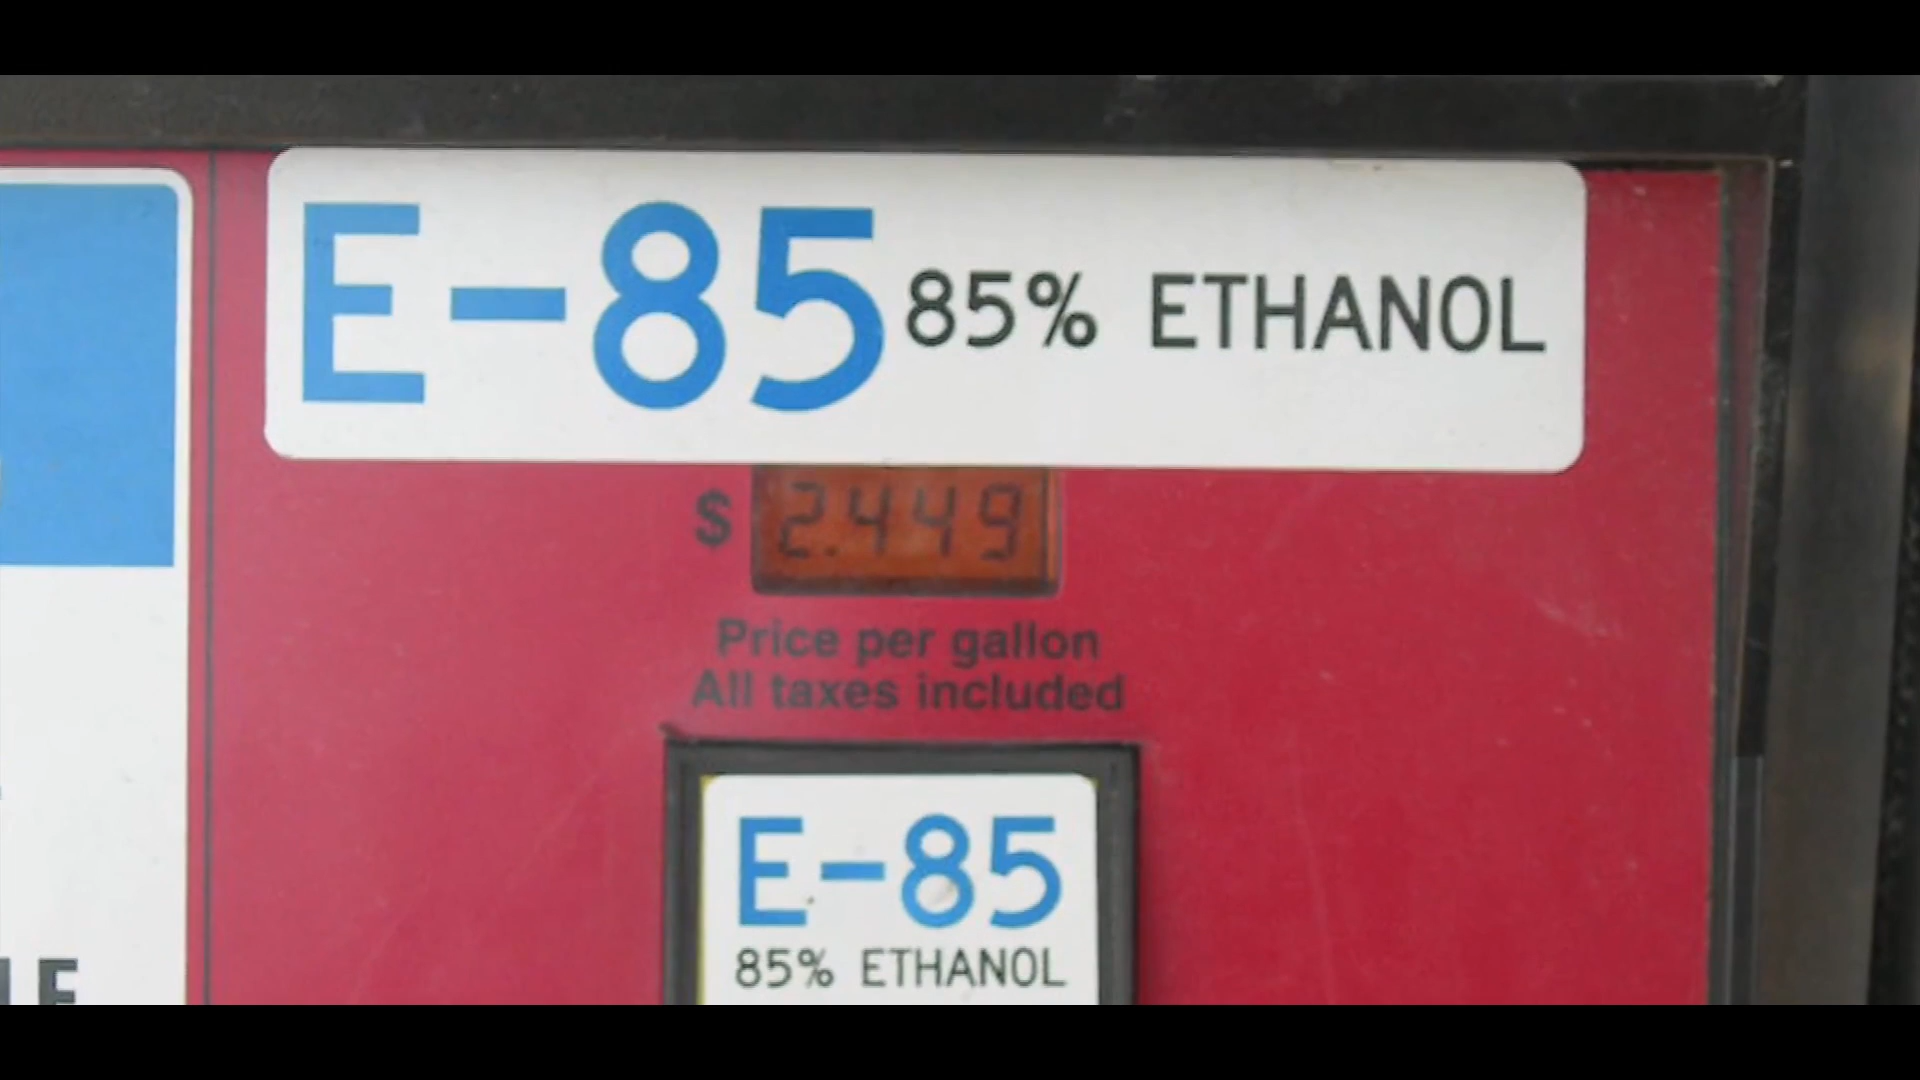 E-85 85% ETHANOL
$ 2.449
Price per gallon
All taxes included
E-85
85% ETHANOL